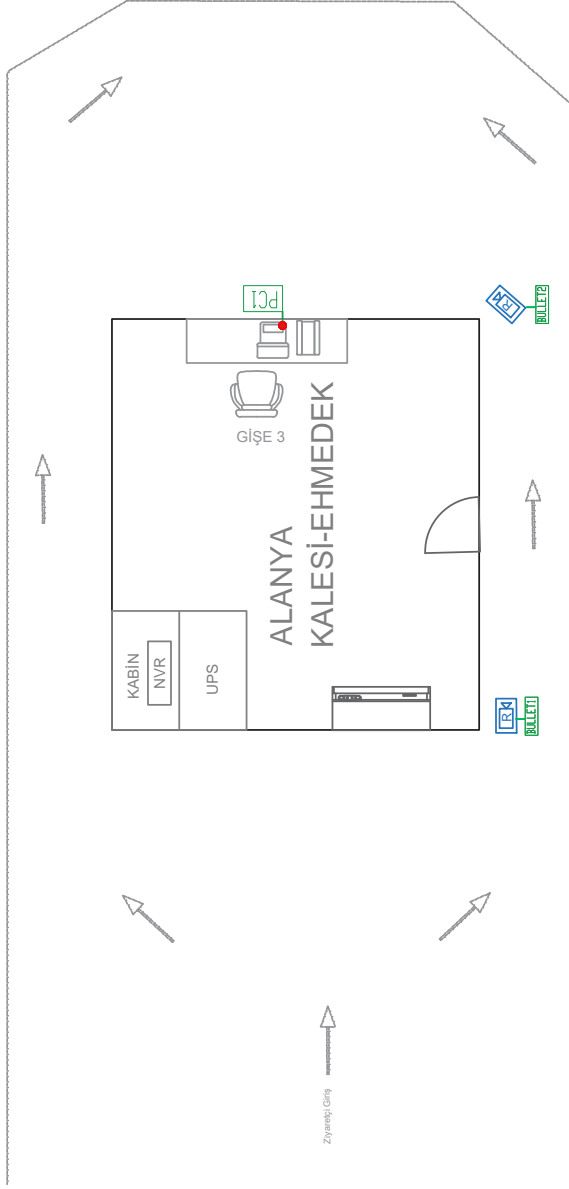 PC1
BULLET2
GİŞE 3
ALANYA
KALESİ-EHMEDEK
KABİN
NVR
UPS
R
R
BULLET1
Ziyaretçi Giriş